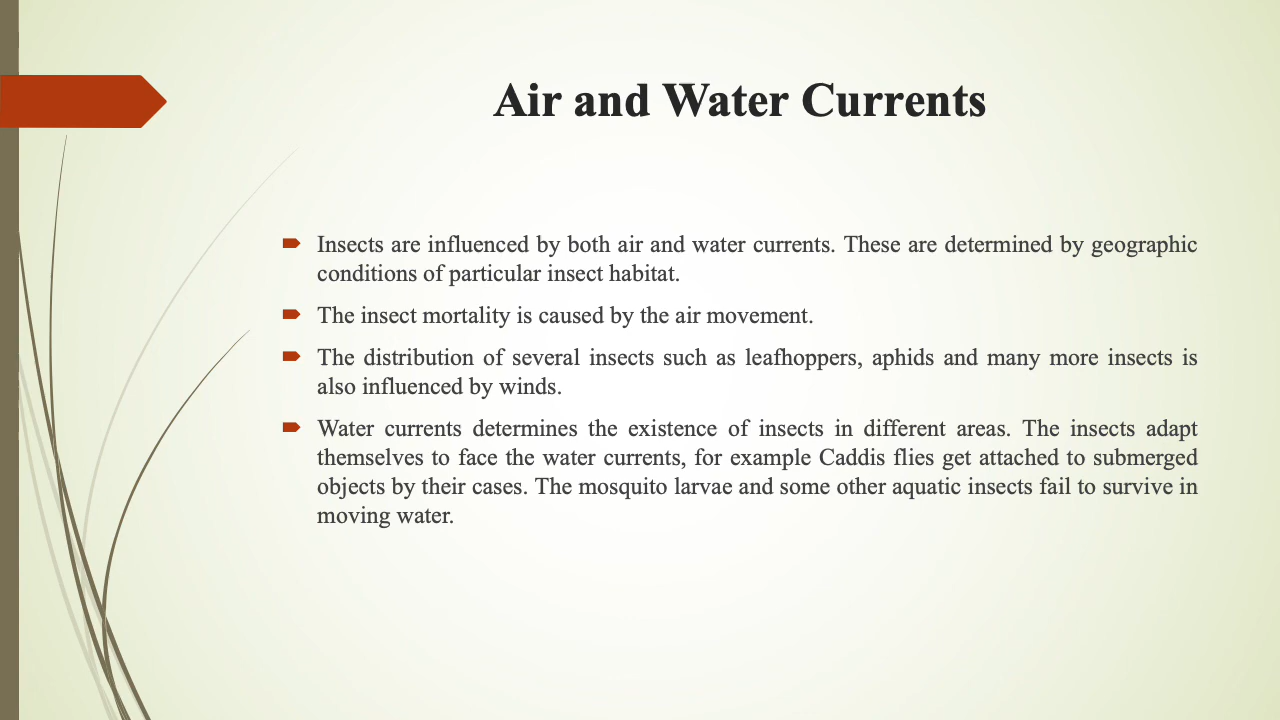 Air and Water Currents
Insects are influenced by both air and water currents. These are determined by geographic
conditions of particular insect habitat.
The insect mortality is caused by the air movement.
The distribution of several insects such as leafhoppers, aphids and many more insects is
also influenced by winds.
Water currents determines the existence of insects in different areas. The insects adapt
themselves to face the water currents, for example Caddis flies get attached to submerged
objects by their cases. The mosquito larvae and some other aquatic insects fail to survive in
moving water.